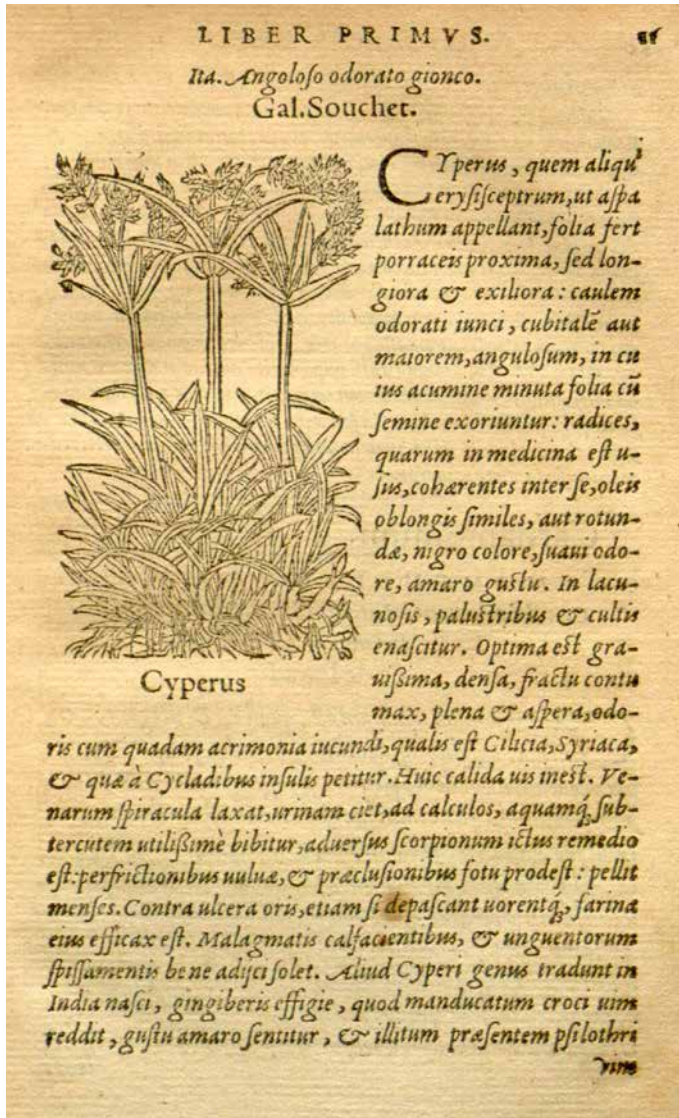 LIBER PRIMVS.
Ita. Angoloſo odorato gionco.
Gal. Souchet.
CYperus, quem aliqui
eryſiſceptrum, ut aſpa
lathum appellant, folia fert
porraceis proxima, ſed lon-
giora & exiliora: caulem
odorati iunci, cubitalē aut
maiorem, anguloſum, in cu
ius acumine minuta folia cū
ſemine exoriuntur: radices,
quarum in medicina eſt u-
ſus, cohærentes inter ſe, oleis
oblongis ſimiles, aut rotun-
dæ, nigro colore, ſuaui odo-
re, amaro guſtu. In lacu-
noſis, paluſtribus & cultis
enaſcitur. Optima eſt gra-
uißima, denſa, fractu contu
max, plena & aſpera, odo-
Cyperus
ris cum quadam acrimonia iucundi, qualis eſt Cilicia, Syriaca,
& quæ à Cycladibus inſulis petitur. Huic calida uis ineſt. Ve-
narum ſpiracula laxat, urinam ciet, ad calculos, aquamq́; ſub-
tercutem utilißimè bibitur, aduerſus ſcorpionum ictus remedio
eſt: perfrictionibus uuluæ, & præcluſionibus fotu prodeſt: pellit
menſes. Contra ulcera oris, etiam ſi depaſcant uorentq́;, farina
eius efficax eſt. Malagmatis calfacientibus, & unguentorum
ſpiſſamentis bene adijci ſolet. Aliud Cyperi genus tradunt in
India naſci, gingiberis effigie, quod manducatum croci uim
reddit, guſtu amaro ſentitur, & illitum præſentem pſilothri
vim